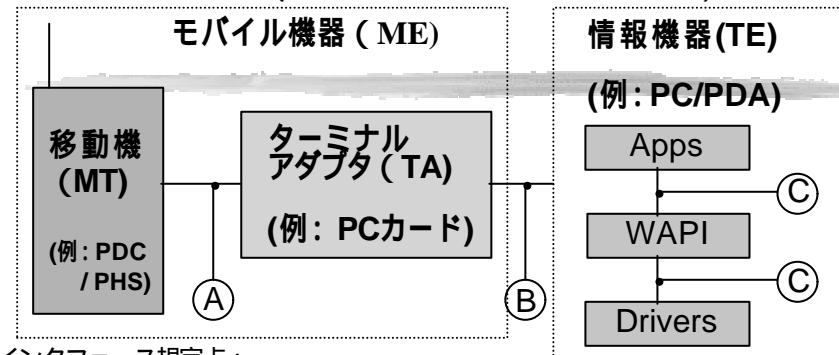 モバイル機器(ME)
移動機
(MT)
(例:PDC
/ PHS)
ターミナル
アダプタ(TA)
(例:PCカード)
A
B
情報機器(TE)
(例:PC/PDA)
Apps
C
WAPI
C
Drivers